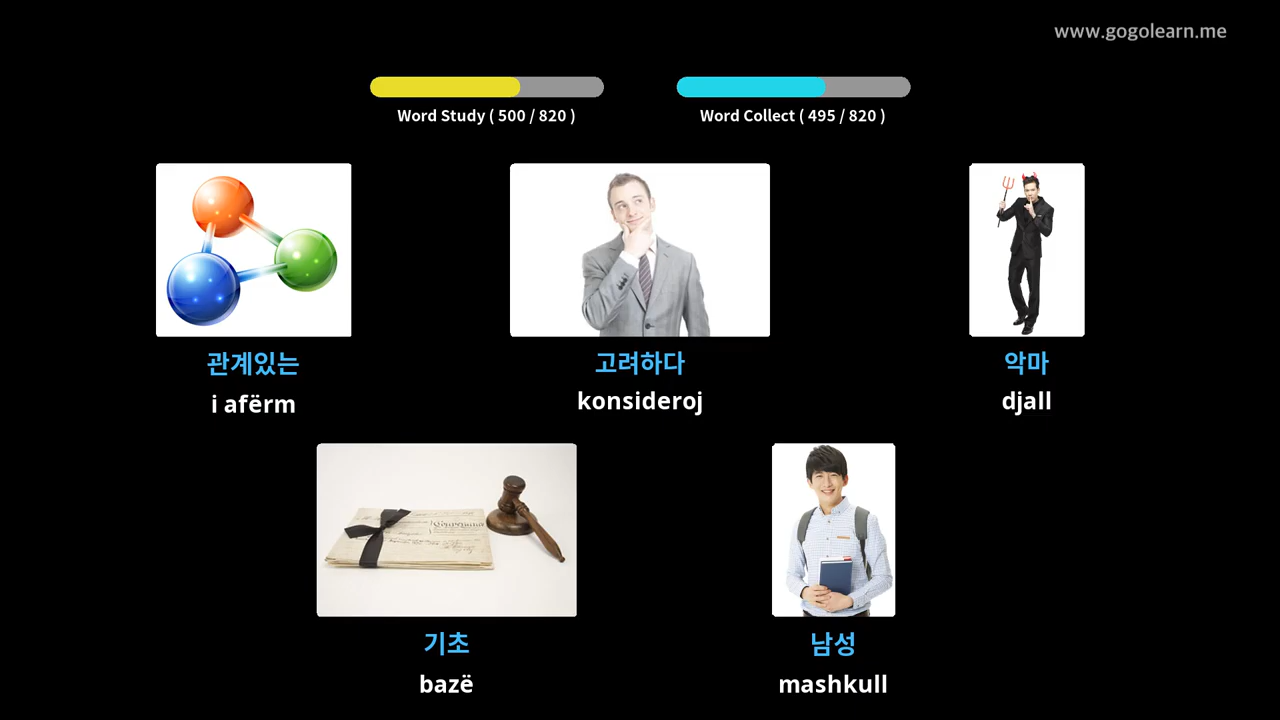 www.gogolearn.me
Word Study ( 500 / 820 )
Word Collect ( 495 / 820 )
관계있는
i afërm
고려하다
konsideroj
악마
djall
기초
bazë
남성
mashkull